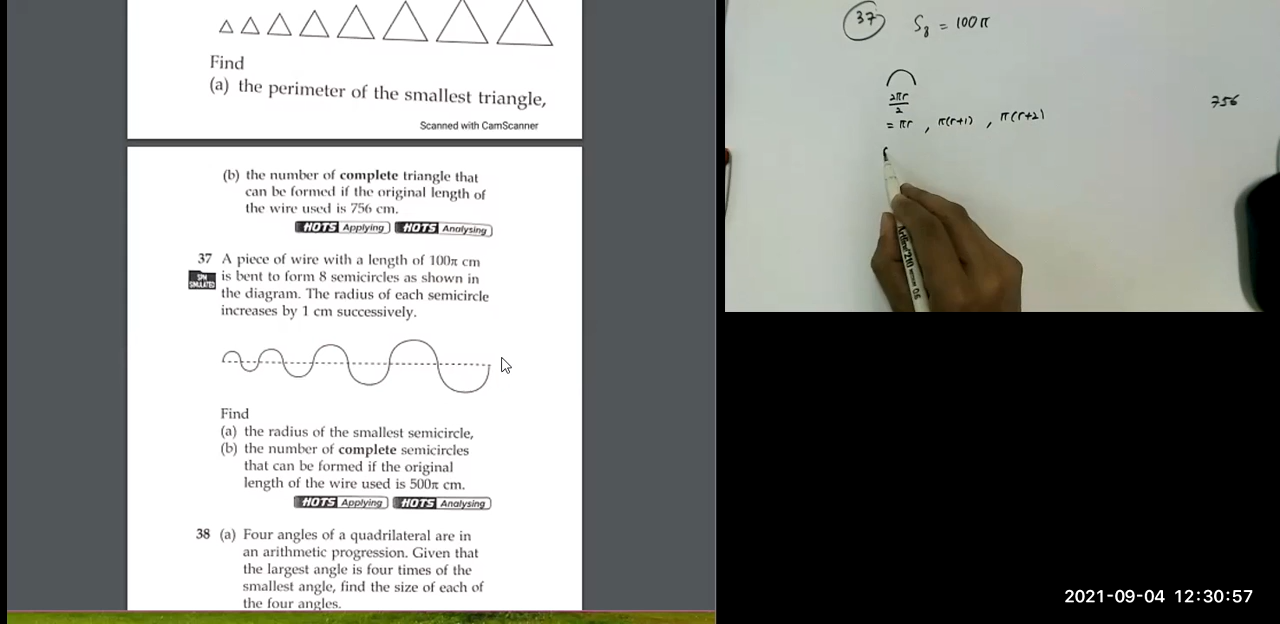 Find
(a) the perimeter of the smallest triangle,
Scanned with CamScanner
(b) the number of complete triangle that
can be formed if the original length of
the wire used is 756 cm.
HOTS Applying HOTS Analysing
37 A piece of wire with a length of 100π cm
SPM
SIMULATED
is bent to form 8 semicircles as shown in
the diagram. The radius of each semicircle
increases by 1 cm successively.
Find
(a) the radius of the smallest semicircle,
(b) the number of complete semicircles
that can be formed if the original
length of the wire used is 500π cm.
HOTS Applying HOTS Analysing
38 (a) Four angles of a quadrilateral are in
an arithmetic progression. Given that
the largest angle is four times of the
smallest angle, find the size of each of
the four angles.
37 S₈ = 100π
2πr
2
= πr , π(r+1) , π(r+2)
756
Artline 210 0.6
2021-09-04 12:30:57